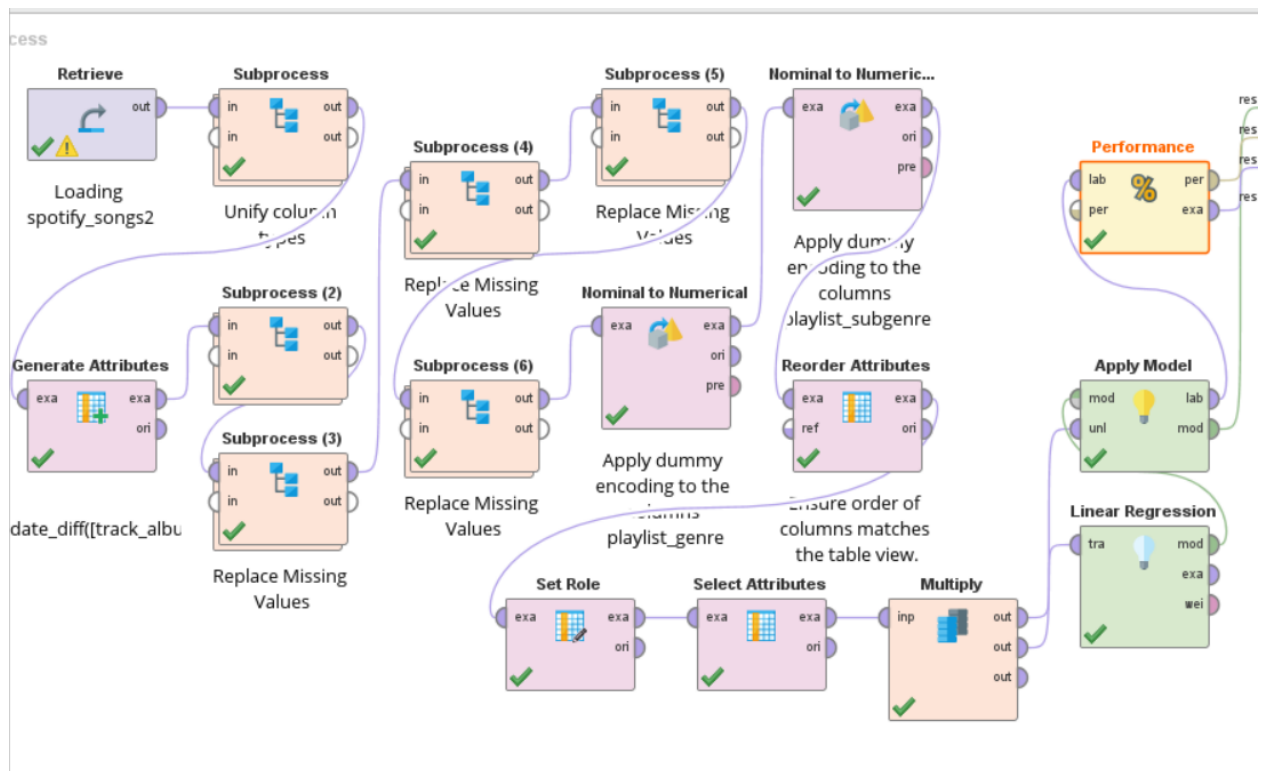 cess
Retrieve
out
Loading
spotify_songs2
Subprocess
in out
in out
Unify column
types
Generate Attributes
exa exa
ori
date_diff([track_albu
Subprocess (2)
in out
in out
Subprocess (3)
in out
in out
Replace Missing
Values
Subprocess (4)
in out
in out
Replace Missing
Values
Subprocess (5)
in out
in out
Replace Missing
Values
Subprocess (6)
in out
in out
Replace Missing
Values
Nominal to Numerical
exa exa
ori
pre
Apply dummy
encoding to the
columns
playlist_genre
Nominal to Numeric...
exa exa
ori
pre
Apply dummy
encoding to the
columns
playlist_subgenre
Reorder Attributes
exa exa
ref ori
Ensure order of
columns matches
the table view.
Set Role
exa exa
ori
Select Attributes
exa exa
ori
Multiply
inp out
out
out
Linear Regression
tra mod
exa
wei
Apply Model
mod lab
unl mod
Performance
% 
lab per
per exa
res
res
res
res